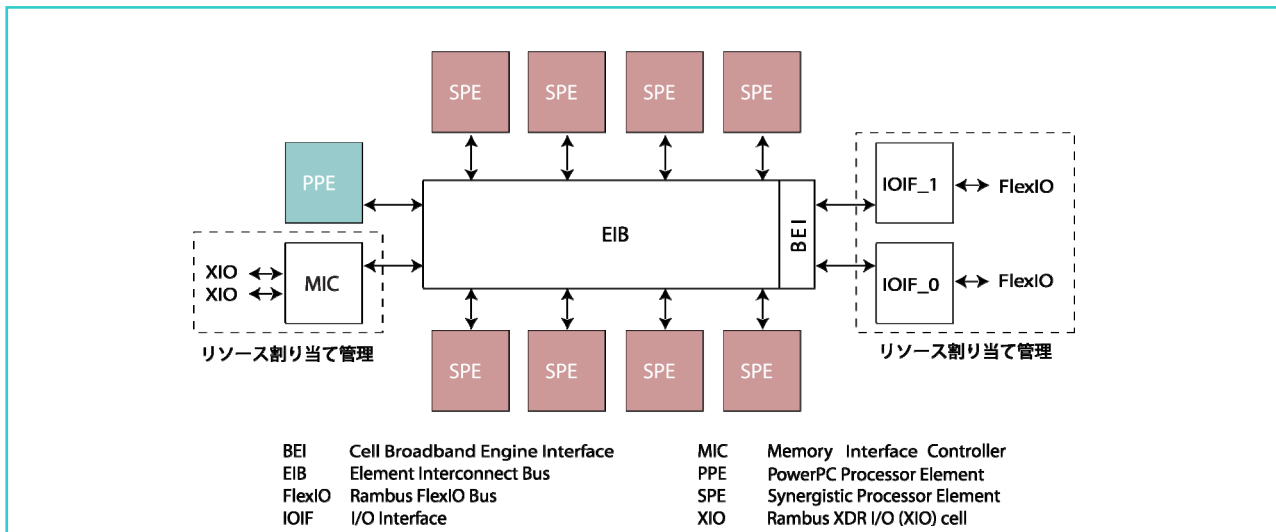 SPE SPE SPE SPE
PPE
IOIF_1 FlexIO
EIB
BEI
XIO
XIO
MIC
IOIF_0 FlexIO
リソース割り当て管理
リソース割り当て管理
SPE SPE SPE SPE
BEI Cell Broadband Engine Interface
EIB Element Interconnect Bus
FlexIO Rambus FlexIO Bus
IOIF I/O Interface
MIC Memory Interface Controller
PPE PowerPC Processor Element
SPE Synergistic Processor Element
XIO Rambus XDR I/O (XIO) cell